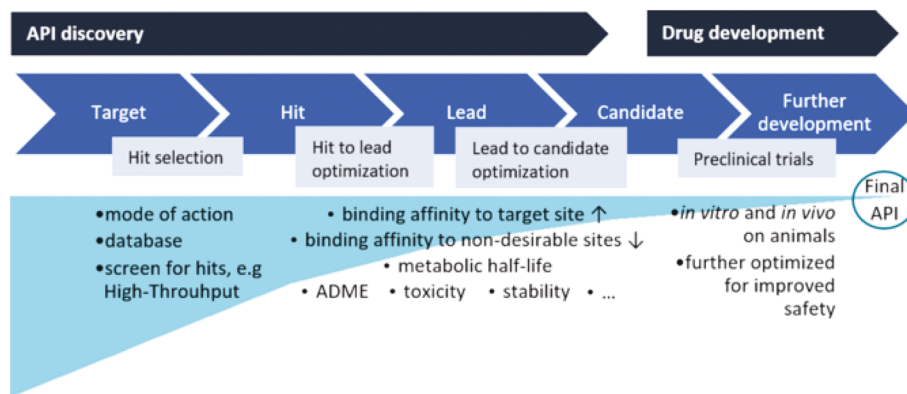 API discovery
Drug development
Target
Hit
Lead
Candidate
Further
development
Hit selection
Hit to lead
optimization
Lead to candidate
optimization
Preclinical trials
Final
API
•mode of action
•database
•screen for hits, e.g
High-Throuhput
• binding affinity to target site ↑
• binding affinity to non-desirable sites ↓
• metabolic half-life
• ADME • toxicity • stability • ...
•in vitro and in vivo
on animals
•further optimized
for improved
safety